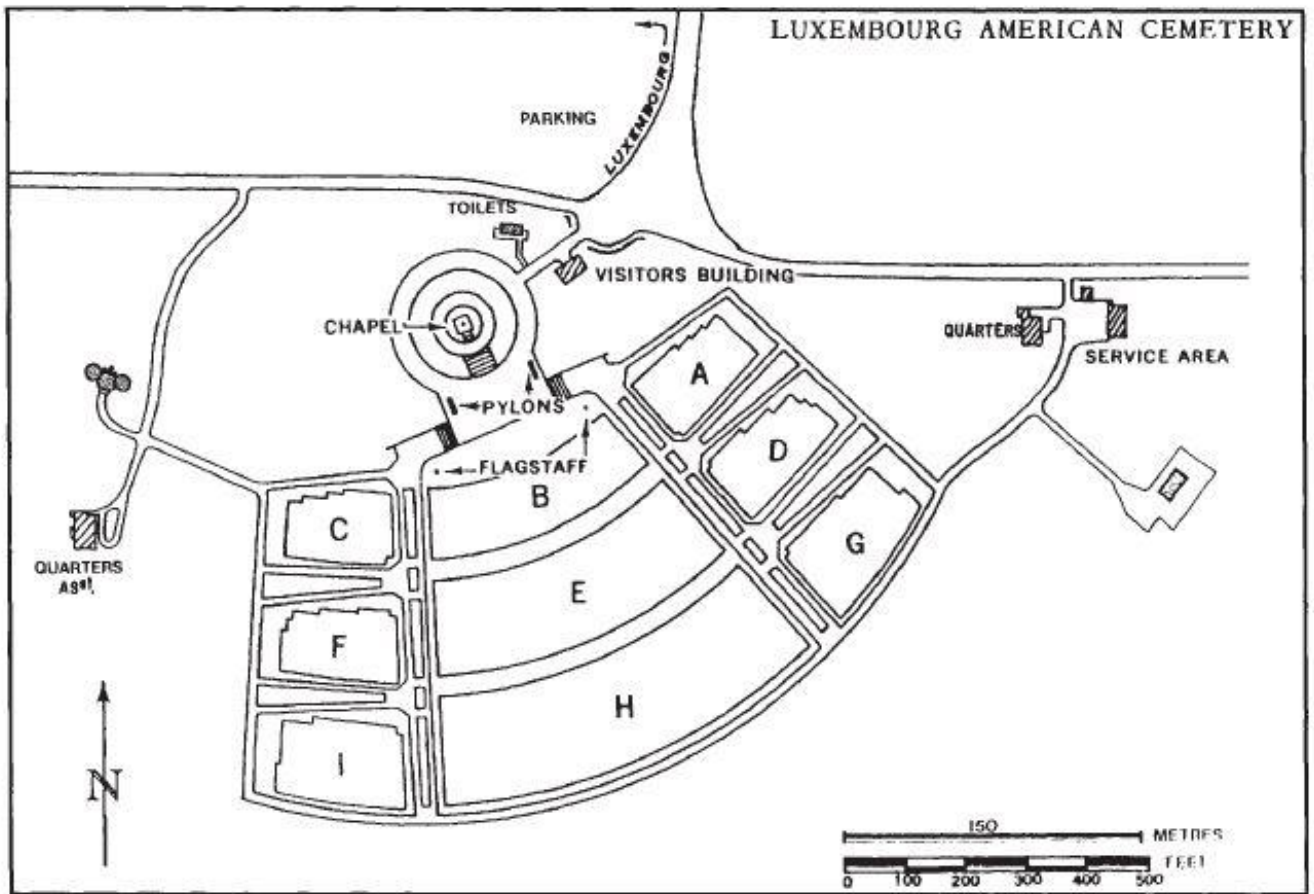 LUXEMBOURG AMERICAN CEMETERY
LUXEMBOURG
PARKING
TOILETS
VISITORS BUILDING
CHAPEL
QUARTERS
SERVICE AREA
A
PYLONS
D
FLAGSTAFF
B
C
G
QUARTERS
Asst.
E
F
H
I
N
150
METRES
FEET
0 100 200 300 400 500